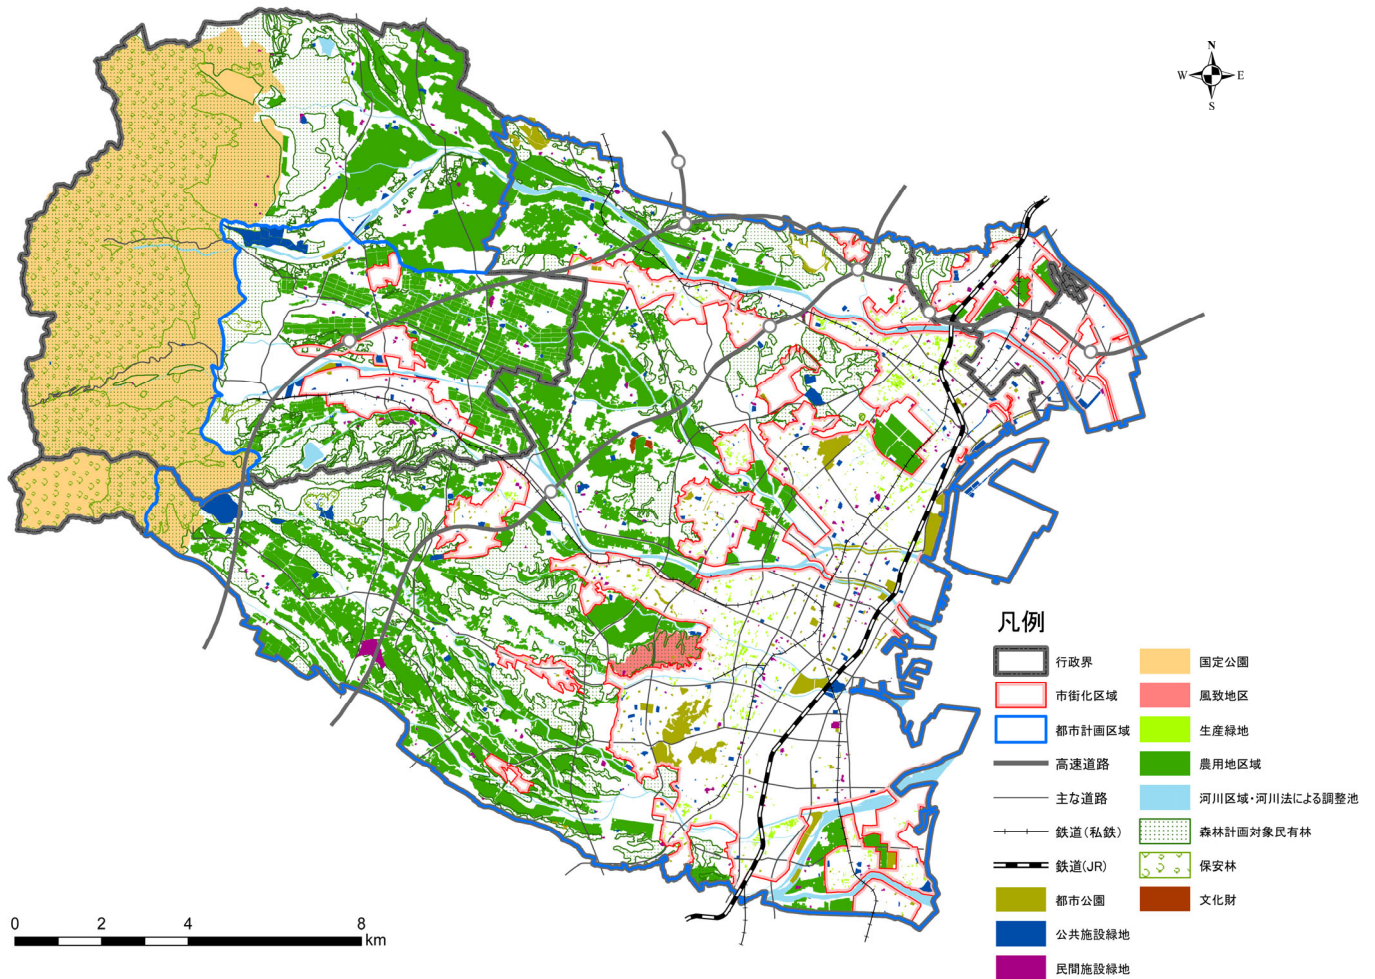 N
W E
S
凡例
行政界
市街化区域
都市計画区域
高速道路
主な道路
鉄道(私鉄)
鉄道(JR)
都市公園
公共施設緑地
民間施設緑地
国定公園
風致地区
生産緑地
農用地区域
河川区域・河川法による調整池
森林計画対象民有林
保安林
文化財
0 2 4 8
km